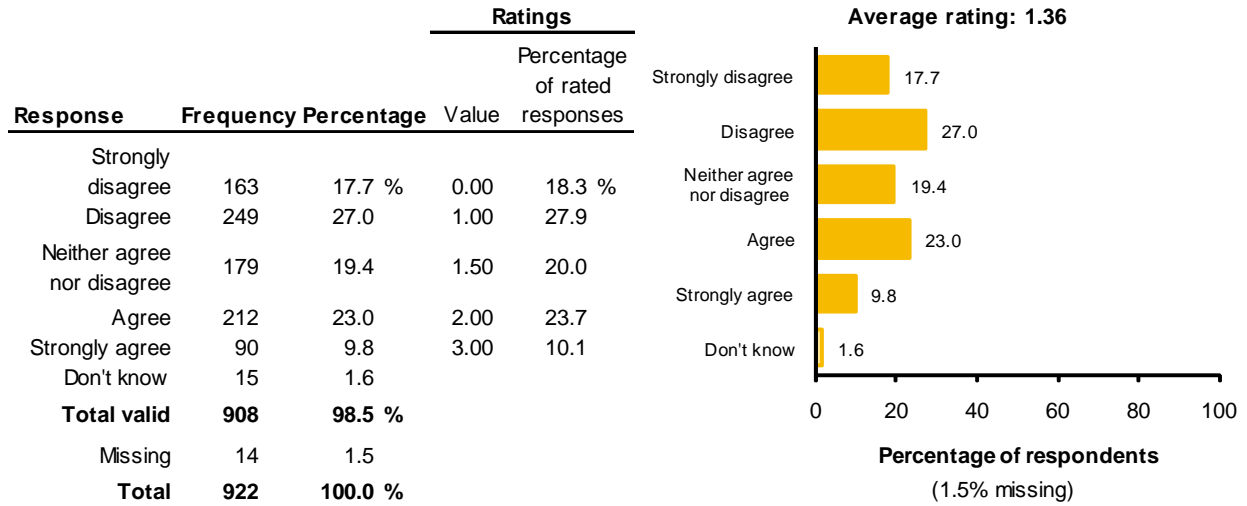 Ratings
Response Frequency Percentage Value Percentage of rated responses
Strongly disagree 163 17.7 % 0.00 18.3 %
Disagree 249 27.0 1.00 27.9
Neither agree nor disagree 179 19.4 1.50 20.0
Agree 212 23.0 2.00 23.7
Strongly agree 90 9.8 3.00 10.1
Don't know 15 1.6
Total valid 908 98.5 %
Missing 14 1.5
Total 922 100.0 %
Average rating: 1.36
Strongly disagree 17.7
Disagree 27.0
Neither agree
nor disagree 19.4
Agree 23.0
Strongly agree 9.8
Don't know 1.6
0 20 40 60 80 100
Percentage of respondents
(1.5% missing)